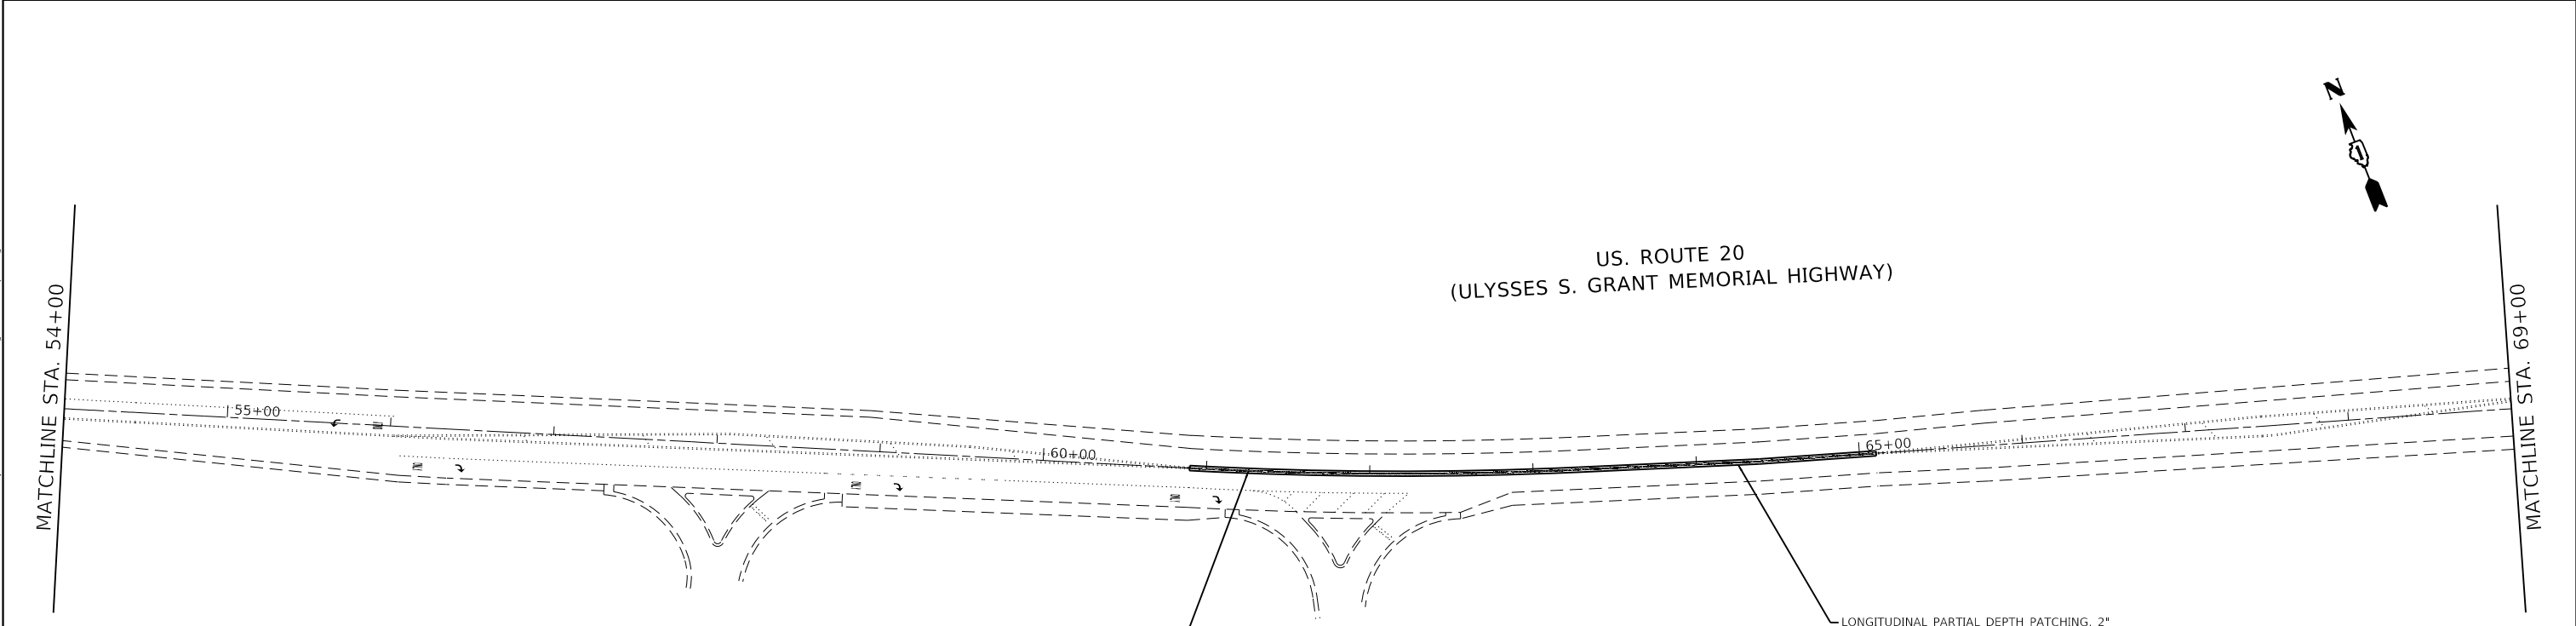 N
US. ROUTE 20
(ULYSSES S. GRANT MEMORIAL HIGHWAY)
MATCHLINE STA. 54+00
MATCHLINE STA. 69+00
55+00
60+00
65+00
LONGITUDINAL PARTIAL DEPTH PATCHING, 2"